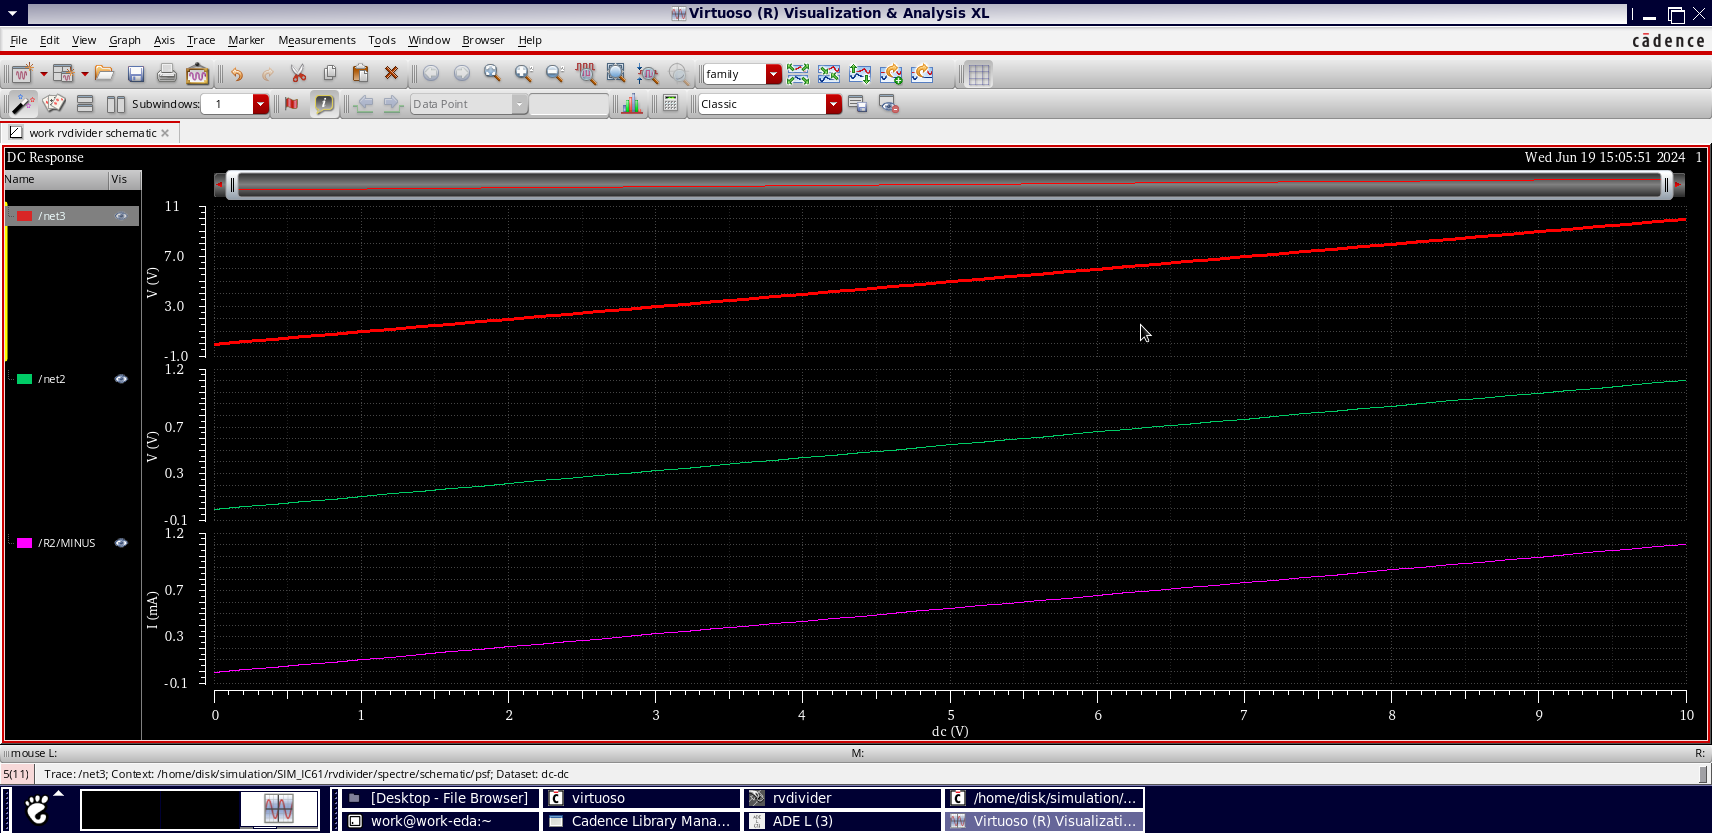 Virtuoso (R) Visualization & Analysis XL
File Edit View Graph Axis Trace Marker Measurements Tools Window Browser Help
cādence
family
Subwindows: 1 Data Point Classic
work rvdivider schematic
DC Response Wed Jun 19 15:05:51 2024 1
Name Vis
/net3
11
7.0
3.0
-1.0
V (V)
/net2
1.2
0.7
0.3
-0.1
V (V)
/R2/MINUS
1.2
0.7
0.3
-0.1
I (mA)
0 1 2 3 4 5 6 7 8 9 10
dc (V)
mouse L: M: R:
5(11) Trace: /net3; Context: /home/disk/simulation/SIM_IC61/rvdivider/spectre/schematic/psf; Dataset: dc-dc
[Desktop - File Browser] virtuoso rvdivider /home/disk/simulation/...
work@work-eda:~ Cadence Library Mana... ADE L (3) Virtuoso (R) Visualizati...